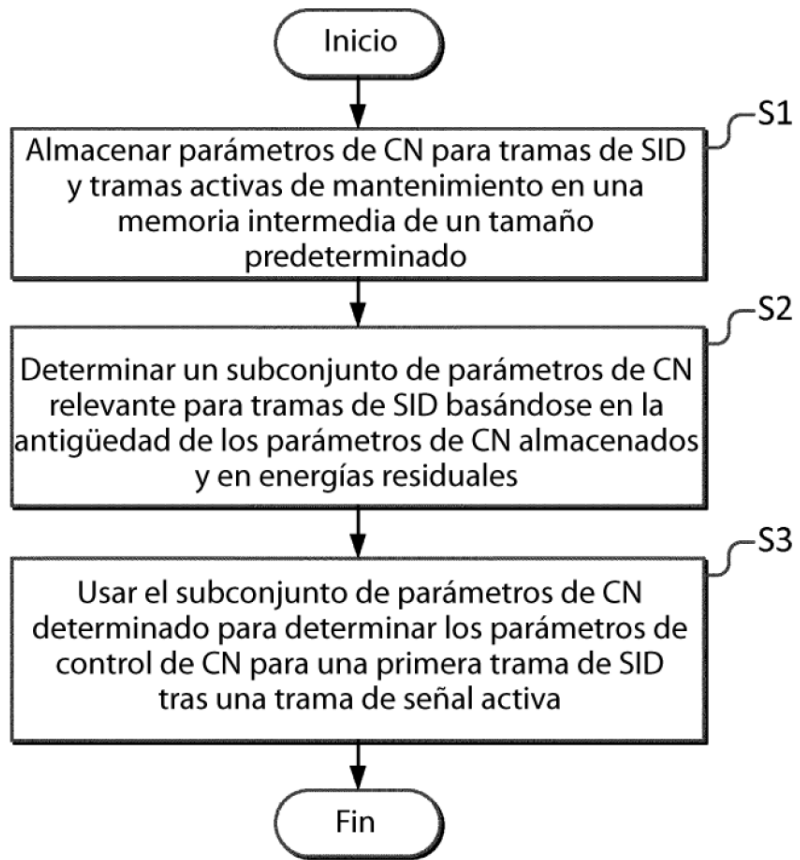 Inicio
S1
Almacenar parámetros de CN para tramas de SID
y tramas activas de mantenimiento en una
memoria intermedia de un tamaño
predeterminado
S2
Determinar un subconjunto de parámetros de CN
relevante para tramas de SID basándose en la
antigüedad de los parámetros de CN almacenados
y en energías residuales
S3
Usar el subconjunto de parámetros de CN
determinado para determinar los parámetros de
control de CN para una primera trama de SID
tras una trama de señal activa
Fin